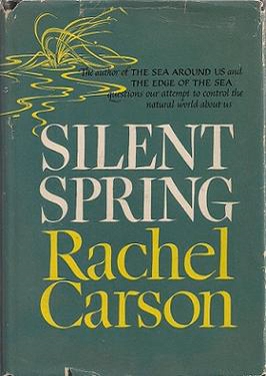 The author of THE SEA AROUND US and
THE EDGE OF THE SEA
questions our attempt to control the
natural world about us
SILENT
SPRING
Rachel
Carson